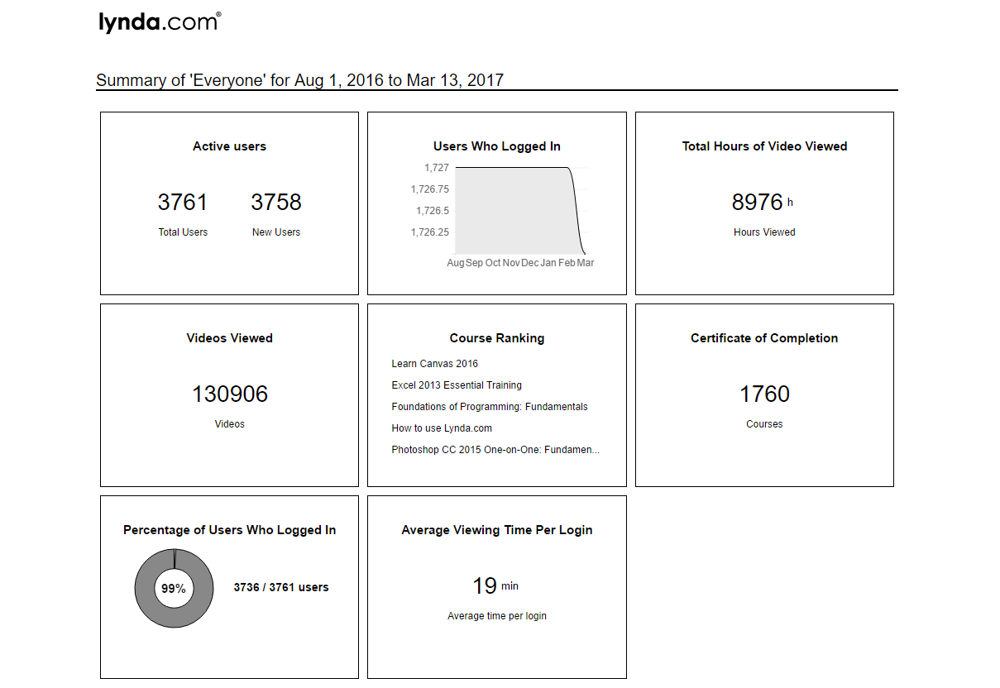 lynda.com®
Summary of 'Everyone' for Aug 1, 2016 to Mar 13, 2017
Active users
3761
Total Users
3758
New Users
Users Who Logged In
1,727
1,726.75
1,726.5
1,726.25
Aug Sep Oct Nov Dec Jan Feb Mar
Total Hours of Video Viewed
8976 h
Hours Viewed
Videos Viewed
130906
Videos
Course Ranking
Learn Canvas 2016
Excel 2013 Essential Training
Foundations of Programming: Fundamentals
How to use Lynda.com
Photoshop CC 2015 One-on-One: Fundamen...
Certificate of Completion
1760
Courses
Percentage of Users Who Logged In
99%
3736 / 3761 users
Average Viewing Time Per Login
19 min
Average time per login